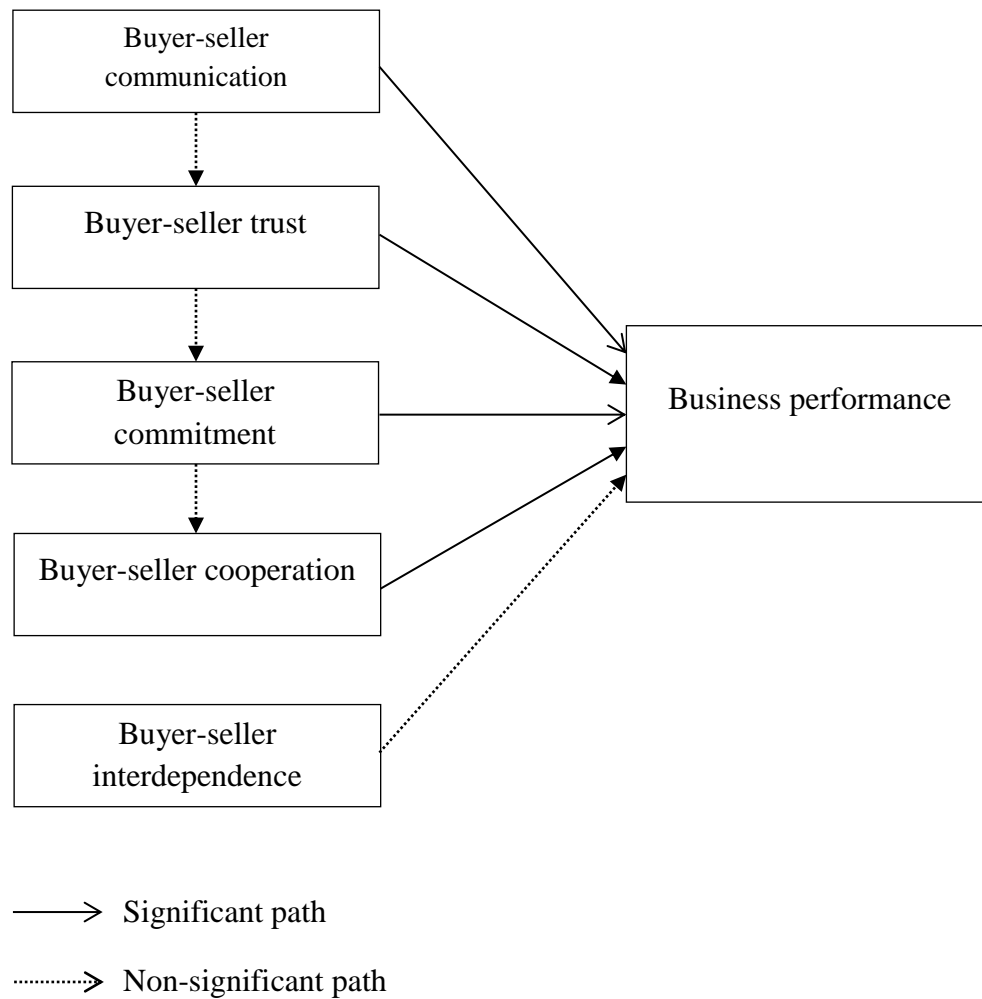 Buyer-seller
communication
Buyer-seller trust
Buyer-seller
commitment
Business performance
Buyer-seller cooperation
Buyer-seller
interdependence
Significant path
Non-significant path